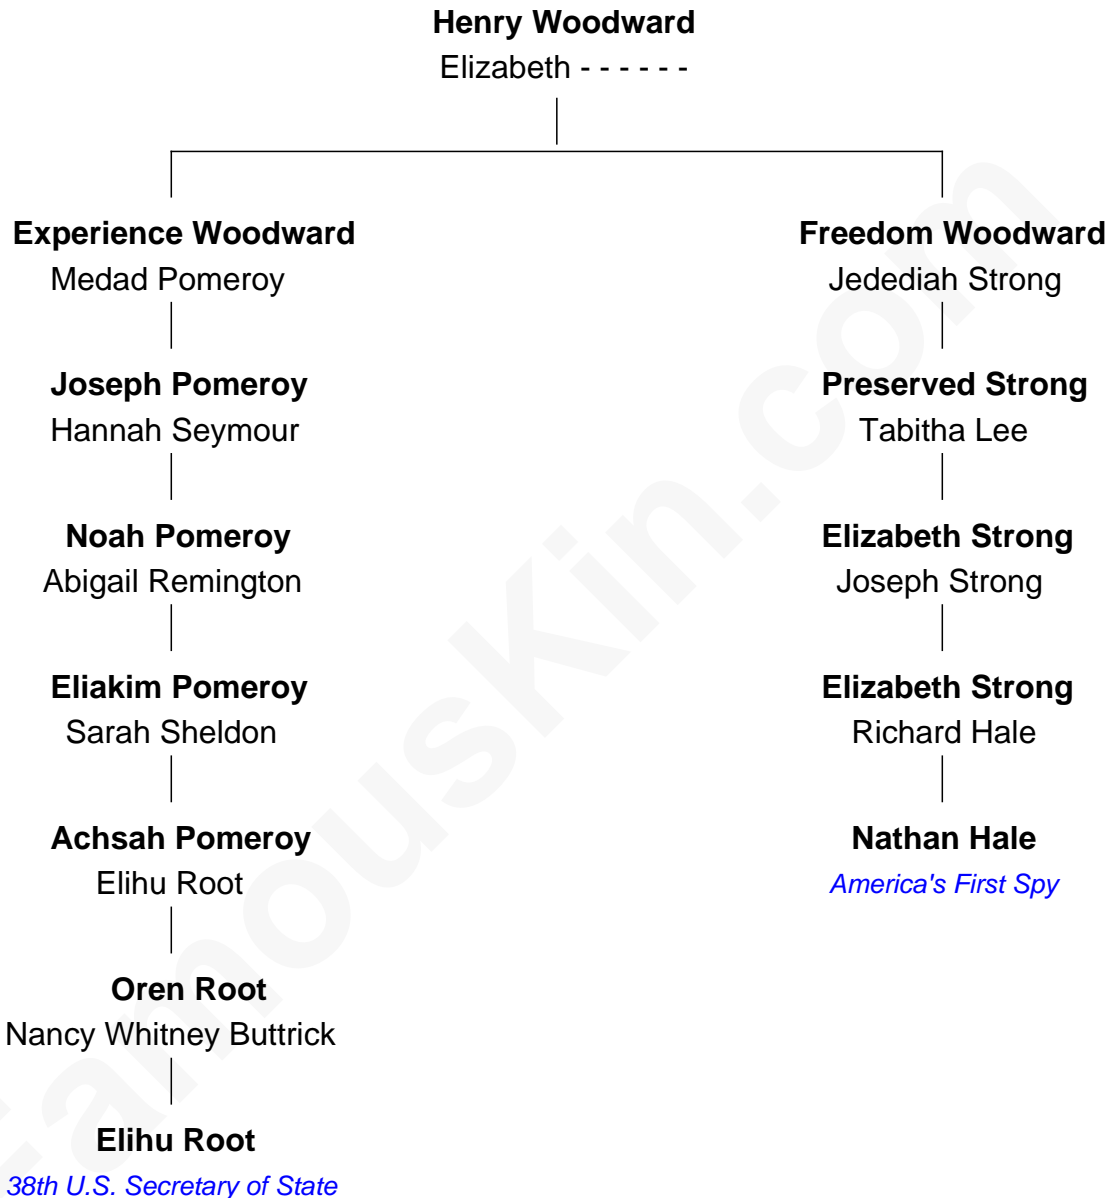 Henry Woodward
Elizabeth - - - - - -
Experience Woodward
Medad Pomeroy
Freedom Woodward
Jedediah Strong
Joseph Pomeroy
Hannah Seymour
Preserved Strong
Tabitha Lee
Noah Pomeroy
Abigail Remington
Elizabeth Strong
Joseph Strong
Eliakim Pomeroy
Sarah Sheldon
Elizabeth Strong
Richard Hale
Achsah Pomeroy
Elihu Root
Nathan Hale
America's First Spy
Oren Root
Nancy Whitney Buttrick
Elihu Root
38th U.S. Secretary of State
FamousKin.com